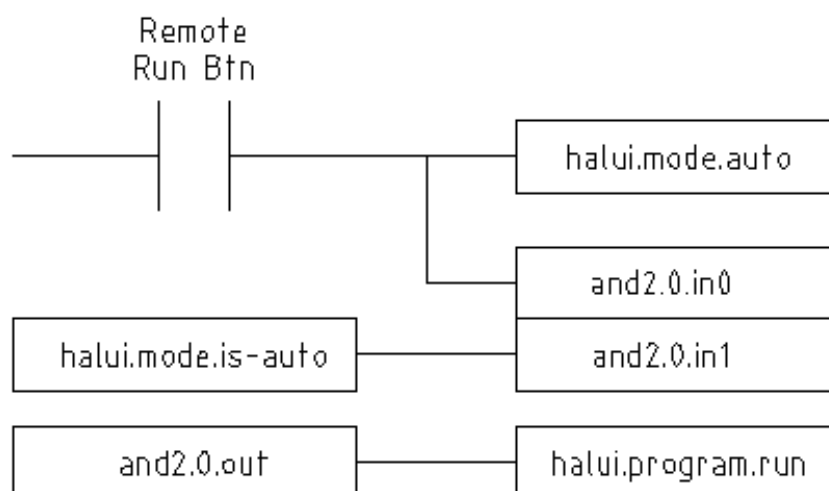 Remote
Run Btn
halui.mode.auto
and2.0.in0
halui.mode.is-auto
and2.0.in1
and2.0.out
halui.program.run